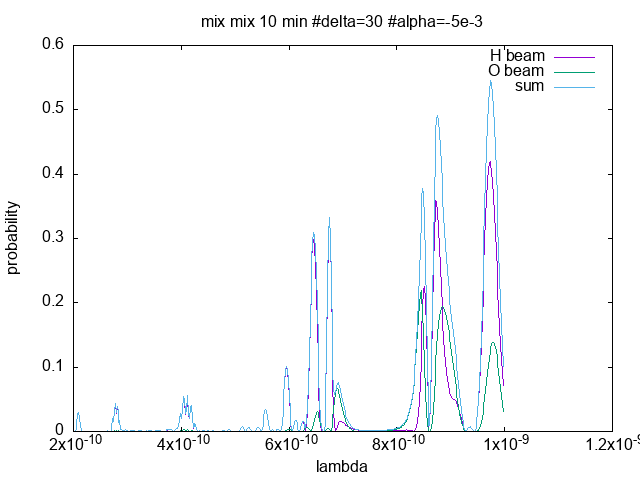 mix mix 10 min #delta=30 #alpha=-5e-3
0.6
H beam
O beam
sum
0.5
0.4
probability
0.3
0.2
0.1
0
2x10^-10 4x10^-10 6x10^-10 8x10^-10 1x10^-9 1.2x10^-9
lambda